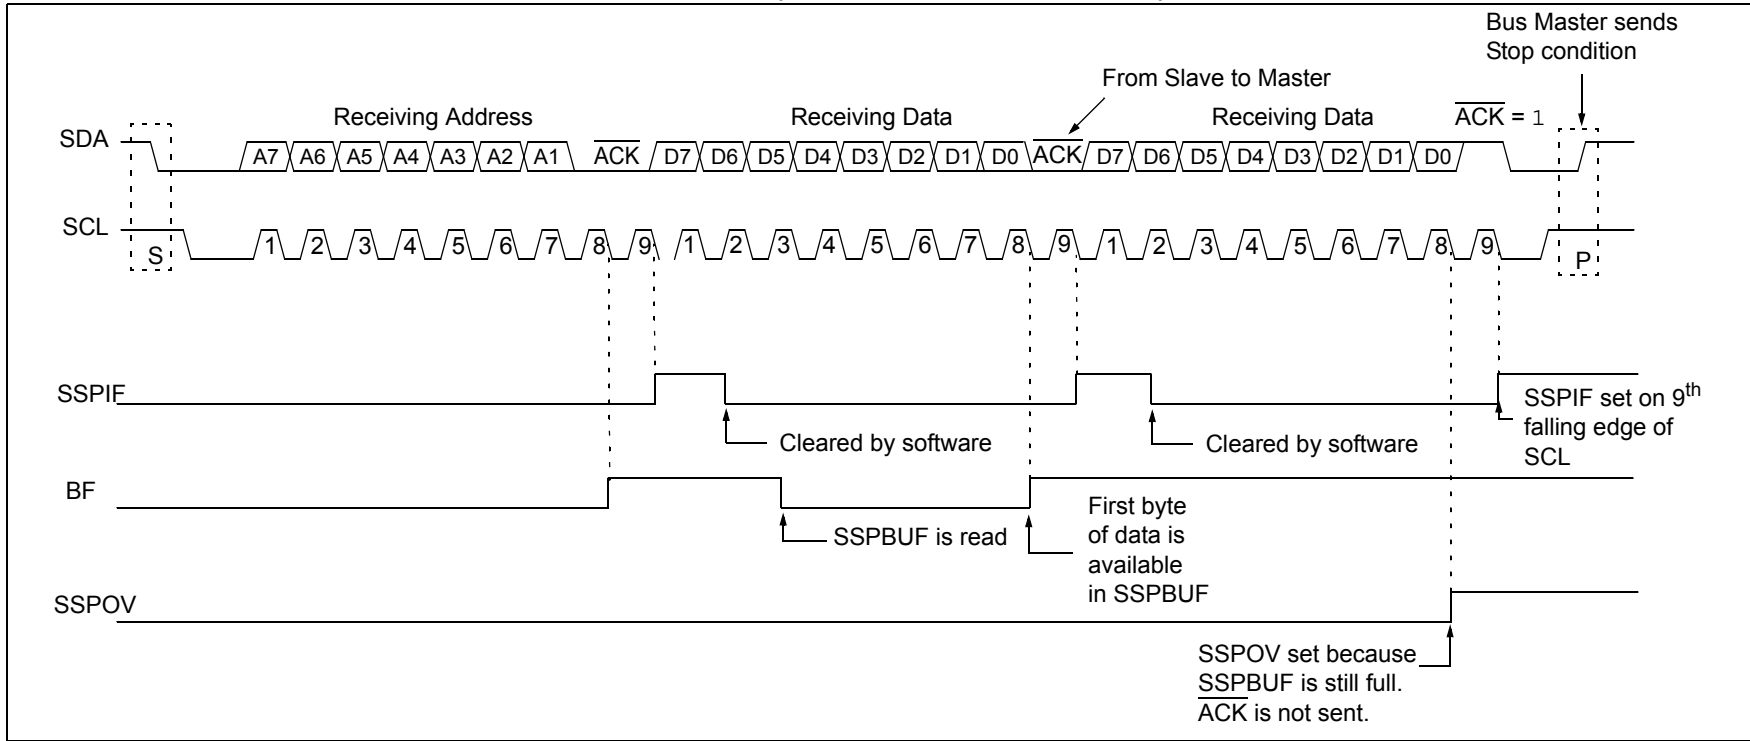 Bus Master sends
Stop condition
From Slave to Master
Receiving Address
Receiving Data
Receiving Data
ACK = 1
SDA
A7 A6 A5 A4 A3 A2 A1 ACK D7 D6 D5 D4 D3 D2 D1 D0 ACK D7 D6 D5 D4 D3 D2 D1 D0
SCL
S
1 2 3 4 5 6 7 8 9 1 2 3 4 5 6 7 8 9 1 2 3 4 5 6 7 8 9
P
SSPIF
Cleared by software
Cleared by software
SSPIF set on 9th
falling edge of
SCL
BF
SSPBUF is read
First byte
of data is
available
in SSPBUF
SSPOV
SSPOV set because
SSPBUF is still full.
ACK is not sent.